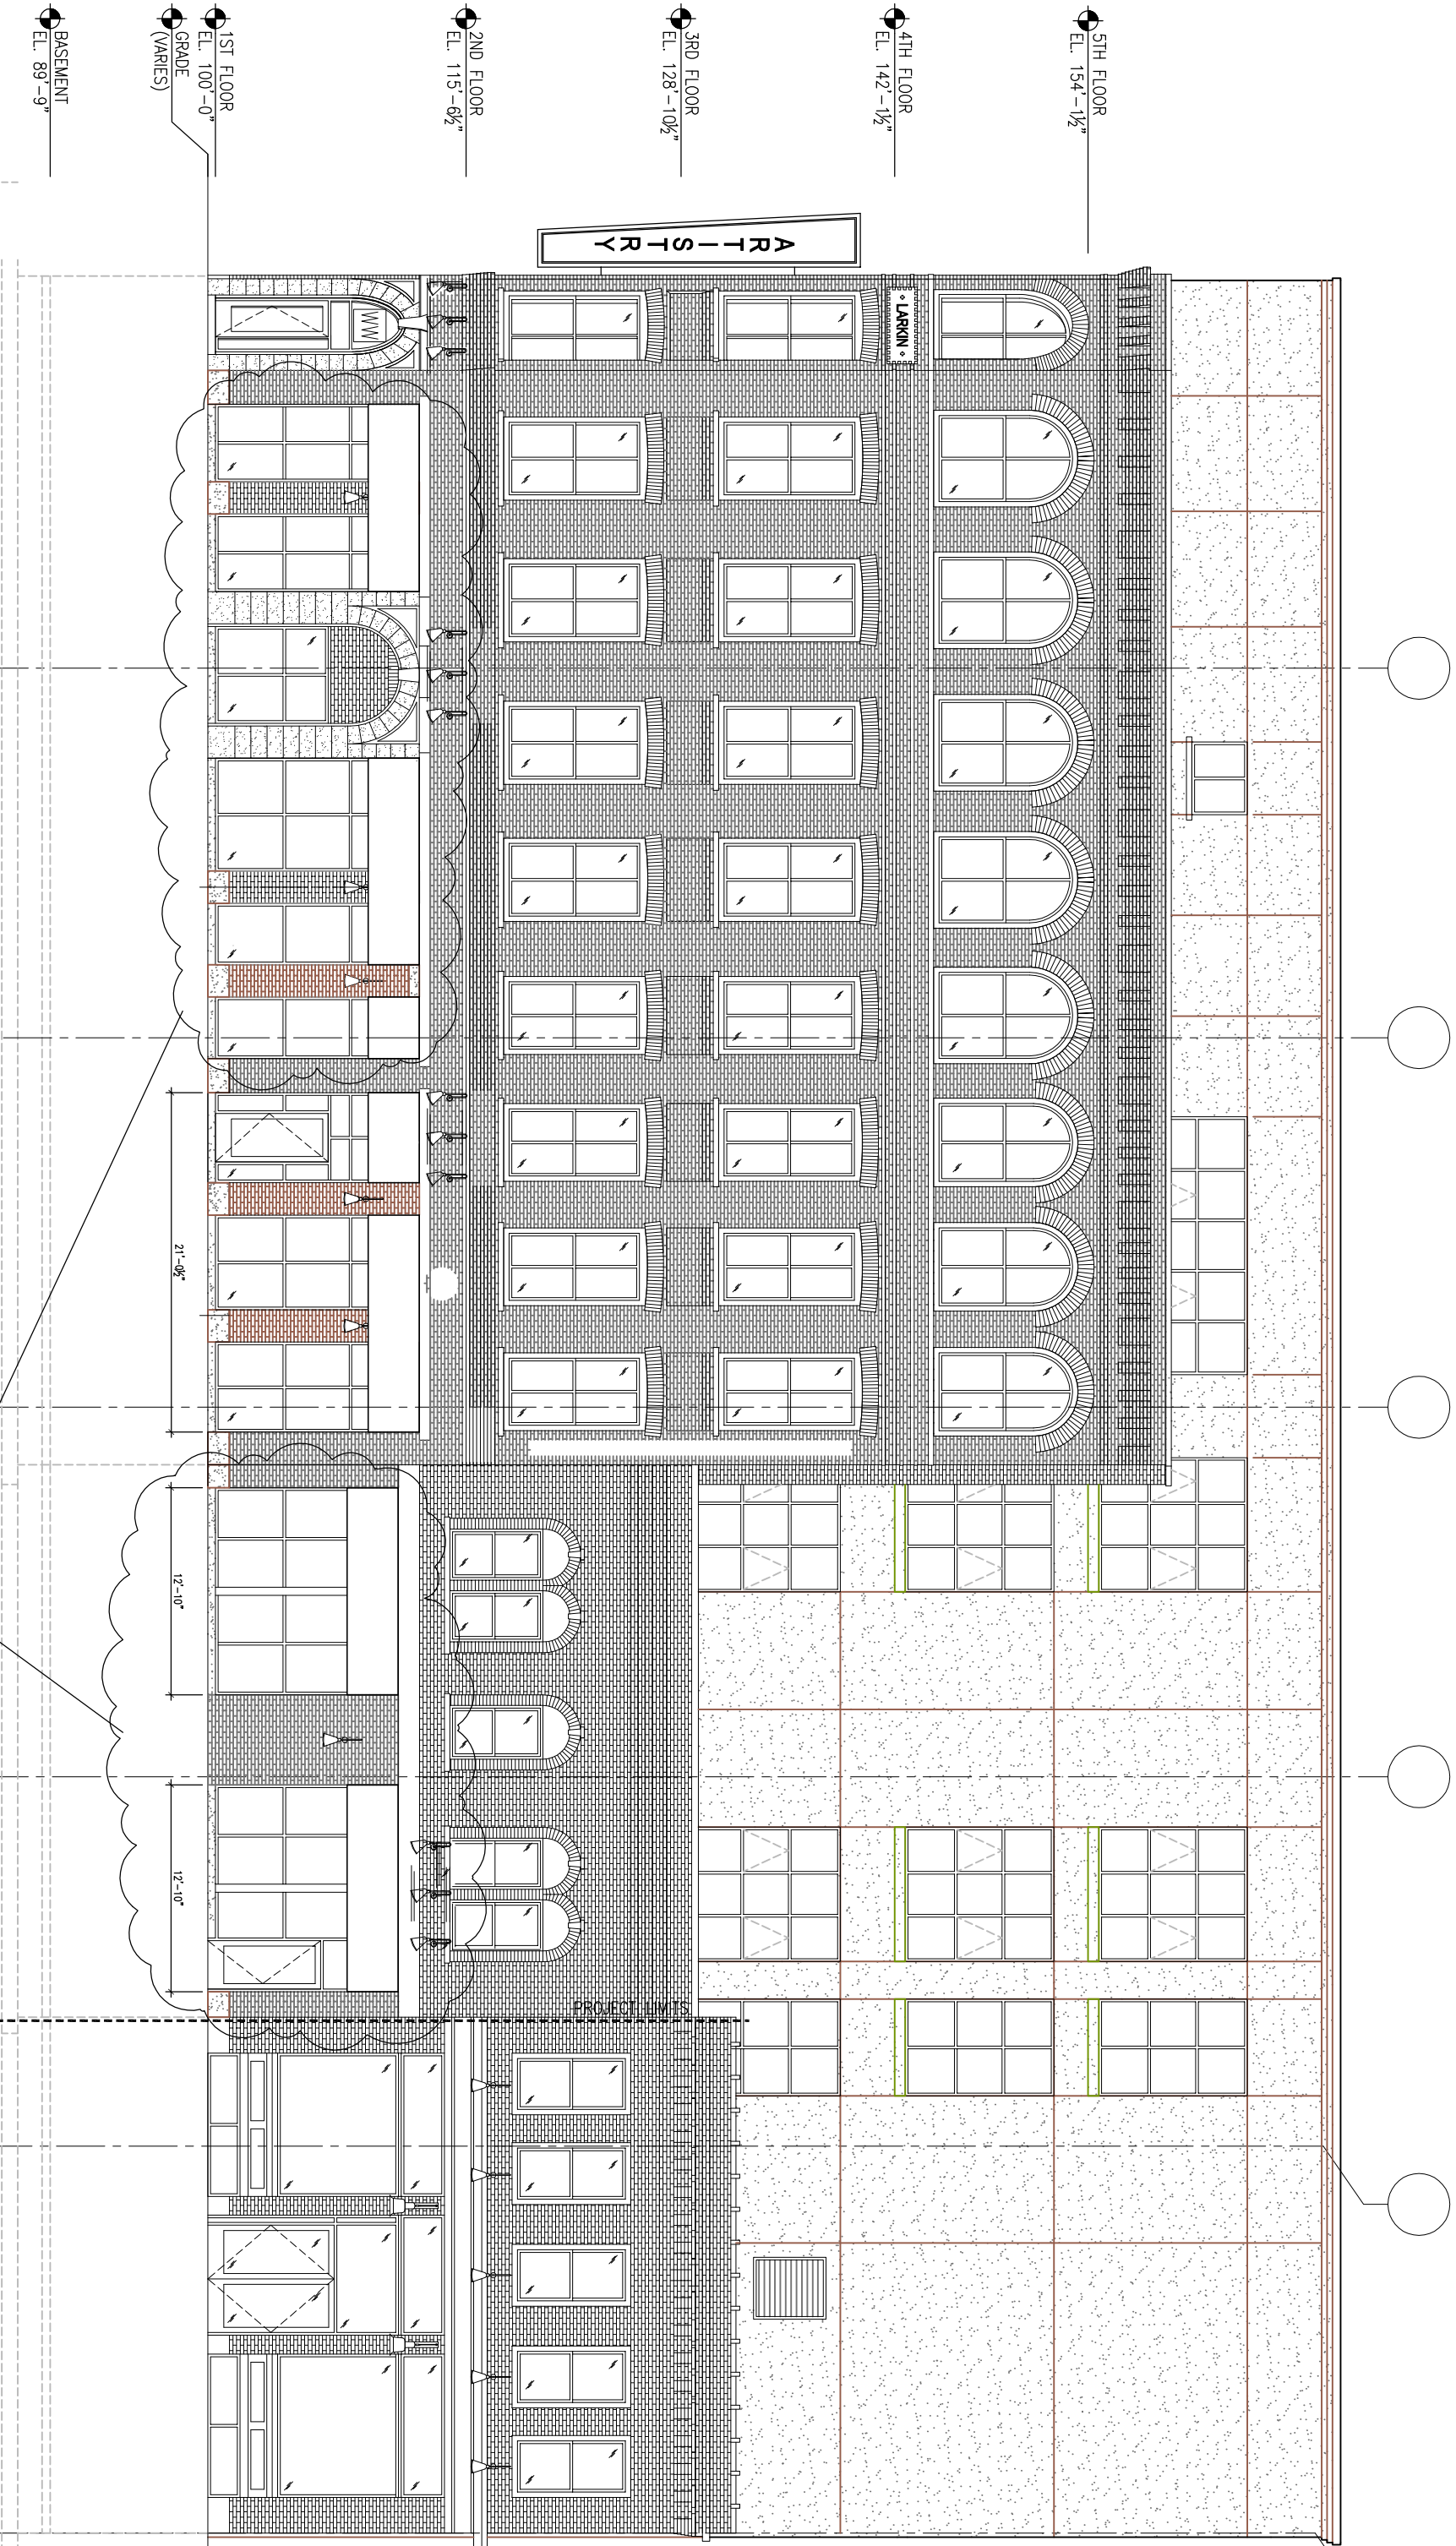 5TH FLOOR
EL. 154'-1½"
4TH FLOOR
EL. 142'-1½"
3RD FLOOR
EL. 128'-10½"
2ND FLOOR
EL. 115'-6½"
1ST FLOOR
EL. 100'-0"
GRADE
(VARIES)
BASEMENT
EL. 89'-9"
ARTISTRY
LARKIN
21'-0½"
12'-10"
12'-10"
PROJECT LIMITS